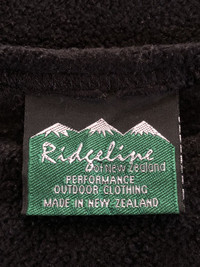 Ridgeline
of New Zealand
PERFORMANCE
OUTDOOR CLOTHING
MADE IN NEW ZEALAND